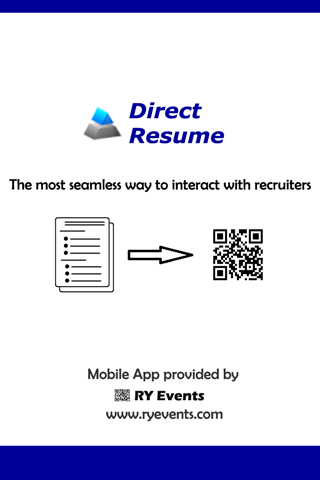 Direct
Resume
The most seamless way to interact with recruiters
Mobile App provided by
RY Events
www.ryevents.com